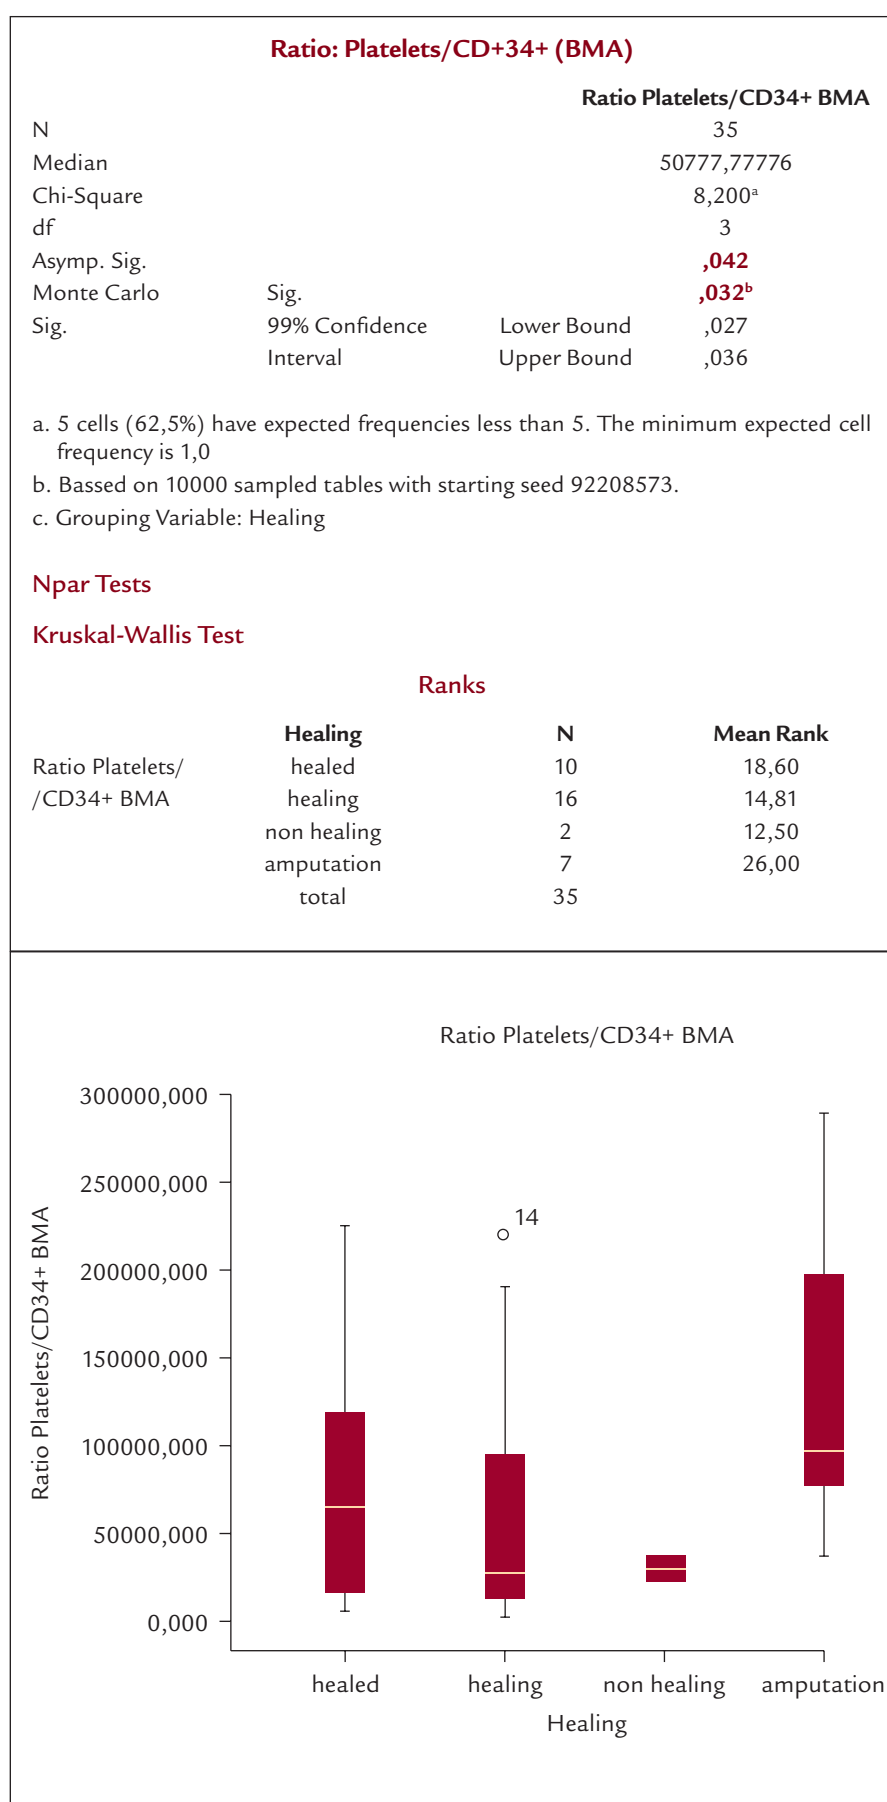 Ratio: Platelets/CD+34+ (BMA)
Ratio Platelets/CD34+ BMA
N 35
Median 50777,77776
Chi-Square 8,200a
df 3
Asymp. Sig. ,042
Monte Carlo Sig. ,032b
Sig. 99% Confidence Lower Bound ,027
Interval Upper Bound ,036
a. 5 cells (62,5%) have expected frequencies less than 5. The minimum expected cell
frequency is 1,0
b. Bassed on 10000 sampled tables with starting seed 92208573.
c. Grouping Variable: Healing
Npar Tests
Kruskal-Wallis Test
Ranks
Healing N Mean Rank
Ratio Platelets/ healed 10 18,60
/CD34+ BMA healing 16 14,81
non healing 2 12,50
amputation 7 26,00
total 35
Ratio Platelets/CD34+ BMA
Ratio Platelets/CD34+ BMA
300000,000
250000,000
200000,000
150000,000
100000,000
50000,000
0,000
14
healed healing non healing amputation
Healing